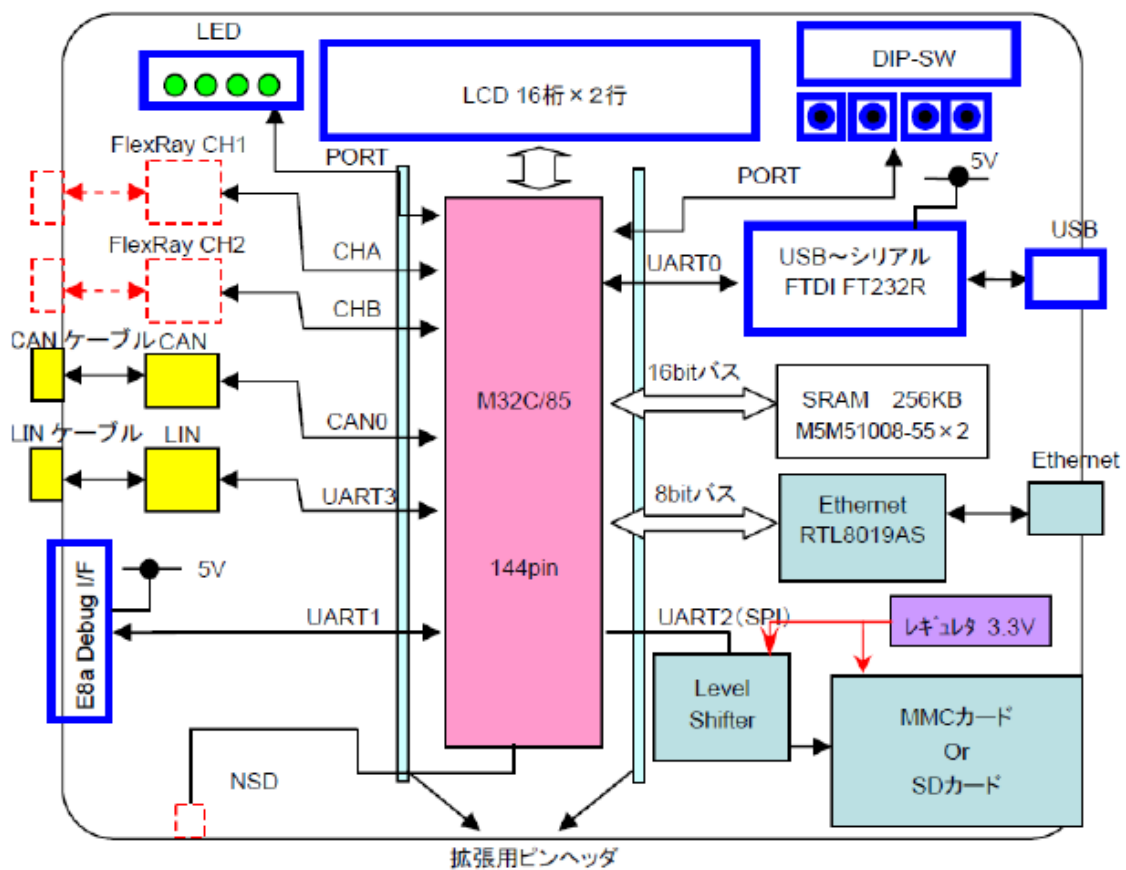 LED
LCD 16桁×2行
DIP-SW
FlexRay CH1
PORT
PORT
5V
FlexRay CH2
CHA
UART0
USB～シリアル
FTDI FT232R
USB
CHB
CAN ケーブル
CAN
M32C/85
16bitバス
SRAM 256KB
M5M51008-55×2
CAN0
LIN ケーブル
LIN
UART3
8bitバス
Ethernet
RTL8019AS
Ethernet
144pin
5V
E8a Debug I/F
UART1
UART2(SPI)
ﾚｷﾞｭﾚﾀ 3.3V
Level
Shifter
MMCカード
Or
SDカード
NSD
拡張用ピンヘッダ